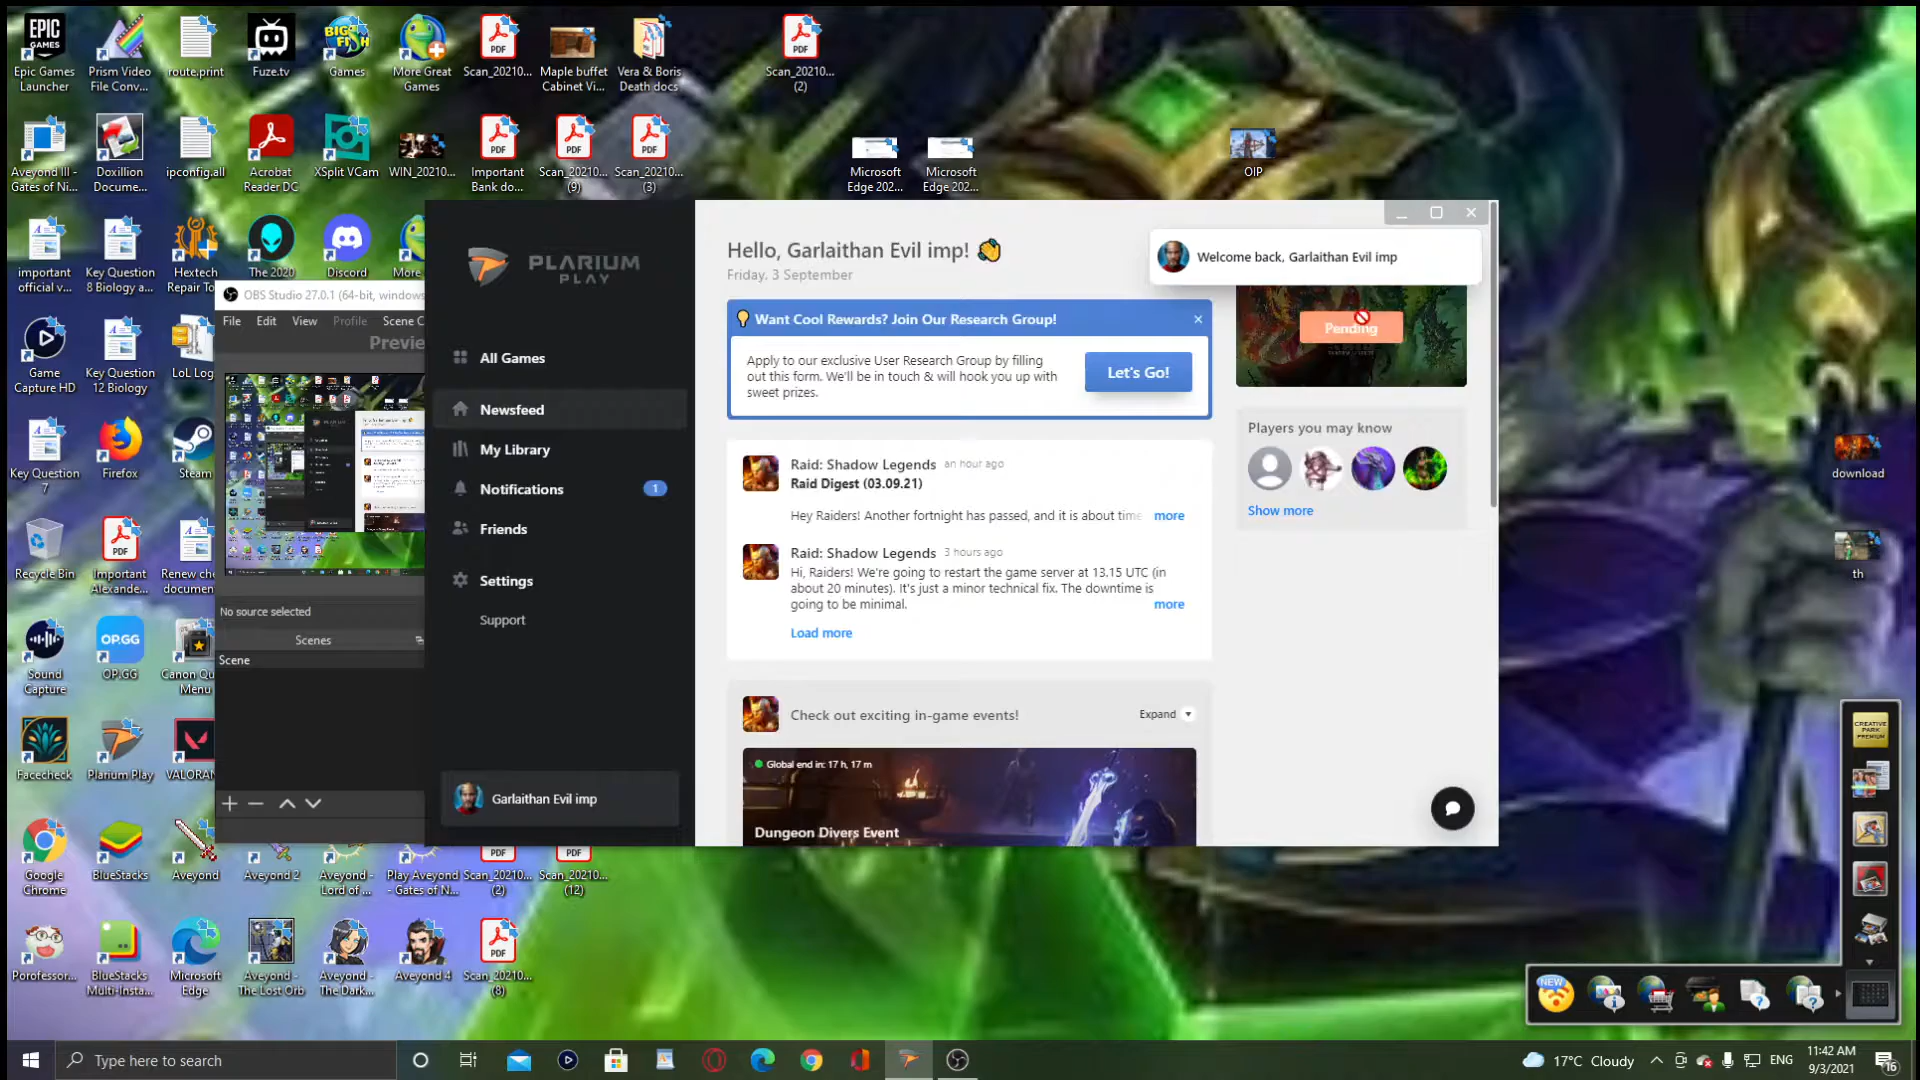 Epic Games
Launcher
Prism Video
File Conv...
route.print
Fuze.tv
Games
More Great
Games
Scan_20210...
Maple buffet
Cabinet Vi...
Vera & Boris
Death docs
Scan_20210...
(2)
Aveyond III -
Gates of Ni...
Doxillion
Docume...
ipconfig.all
Acrobat
Reader DC
XSplit VCam
WIN_20210...
Important
Bank do...
Scan_20210...
(9)
Scan_20210...
(3)
Microsoft
Edge 202...
Microsoft
Edge 202...
OIP
important
official v...
Key Question
8 Biology a...
Hextech
Repair To
The 2020
Discord
More
Game
Capture HD
Key Question
12 Biology
LoL Log
Key Question
7
Firefox
Steam
Recycle Bin
Important
Alexande...
Renew che
documen
Sound
Capture
OP.GG
Canon Qu
Menu
Facecheck
Plarium Play
VALORAN
Google
Chrome
BlueStacks
Aveyond
Aveyond 2
Aveyond -
Lord of ...
Play Aveyond
- Gates of N...
Scan_20210...
(2)
Scan_20210...
(12)
Porofessor...
BlueStacks
Multi-Insta...
Microsoft
Edge
Aveyond -
The Lost Orb
Aveyond -
The Dark...
Aveyond 4
Scan_20210...
(8)
download
th
OBS Studio 27.0.1 (64-bit, windows
File Edit View Profile Scene C
Previe
No source selected
Scenes
Scene
PLARIUM
PLAY
All Games
Newsfeed
My Library
Notifications 1
Friends
Settings
Support
Garlaithan Evil imp
Hello, Garlaithan Evil imp!
Friday, 3 September
Welcome back, Garlaithan Evil imp
Want Cool Rewards? Join Our Research Group!
Apply to our exclusive User Research Group by filling
out this form. We'll be in touch & will hook you up with
sweet prizes.
Let's Go!
Pending
Raid: Shadow Legends an hour ago
Raid Digest (03.09.21)
Hey Raiders! Another fortnight has passed, and it is about time more
Raid: Shadow Legends 3 hours ago
Hi, Raiders! We're going to restart the game server at 13.15 UTC (in
about 20 minutes). It's just a minor technical fix. The downtime is
going to be minimal. more
Load more
Players you may know
Show more
Check out exciting in-game events! Expand
Global end in: 17 h, 17 m
Dungeon Divers Event
CREATIVE
PARK
PREMIUM
NEW
Type here to search
17°C Cloudy
ENG
11:42 AM
9/3/2021
16